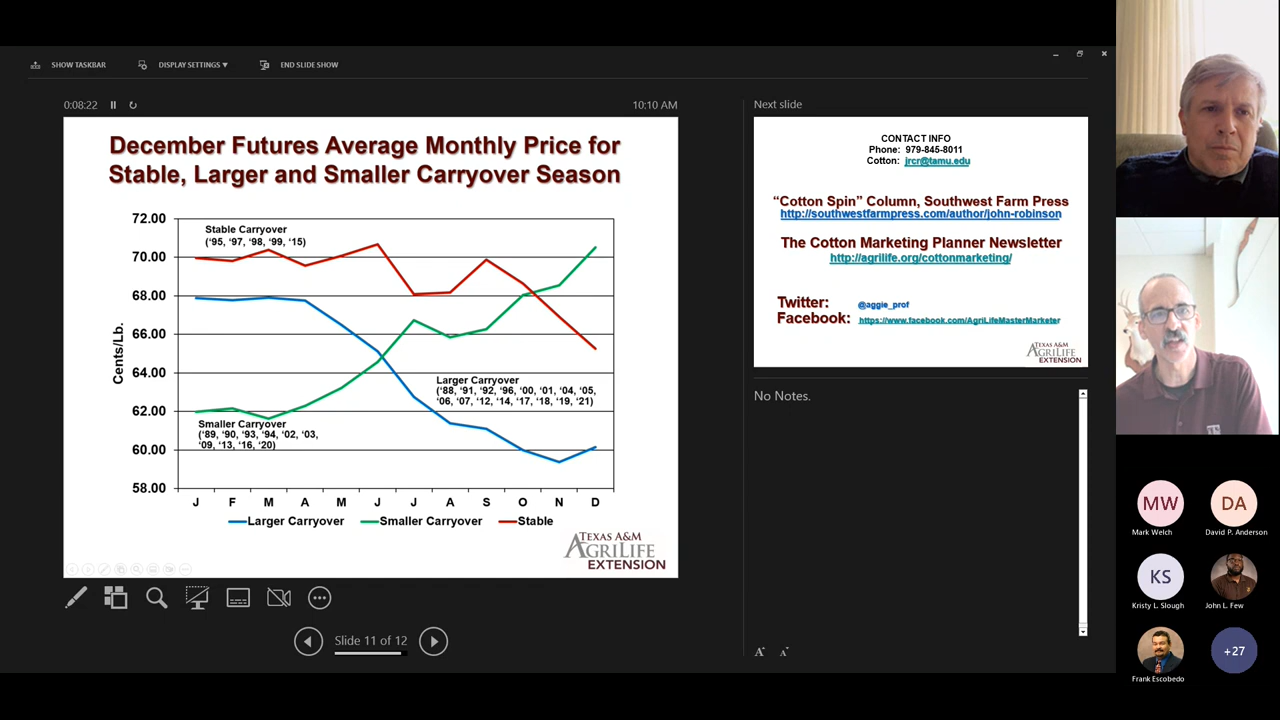 SHOW TASKBAR
DISPLAY SETTINGS ▼
END SLIDE SHOW
0:08:22
10:10 AM
December Futures Average Monthly Price for
Stable, Larger and Smaller Carryover Season
Cents/Lb.
72.00
70.00
68.00
66.00
64.00
62.00
60.00
58.00
Stable Carryover
(‘95, ‘97, ‘98, ‘99, ‘15)
Larger Carryover
(‘88, ‘91, ‘92, ‘96, ‘00, ‘01, ‘04, ‘05,
‘06, ‘07, ‘12, ‘14, ‘17, ‘18, ‘19, ‘21)
Smaller Carryover
(‘89, ‘90, ‘93, ‘94, ‘02, ‘03,
‘09, ‘13, ‘16, ‘20)
J F M A M J J A S O N D
Larger Carryover Smaller Carryover Stable
TEXAS A&M
AGRILIFE
EXTENSION
Slide 11 of 12
Next slide
CONTACT INFO
Phone: 979-845-8011
Cotton: jrcr@tamu.edu
“Cotton Spin” Column, Southwest Farm Press
http://southwestfarmpress.com/author/john-robinson
The Cotton Marketing Planner Newsletter
http://agrilife.org/cottonmarketing/
Twitter: @aggie_prof
Facebook: https://www.facebook.com/AgriLifeMasterMarketer
TEXAS A&M
AGRILIFE
EXTENSION
No Notes.
A
A
MW
Mark Welch
DA
David P. Anderson
KS
Kristy L. Slough
John L. Few
Frank Escobedo
+27